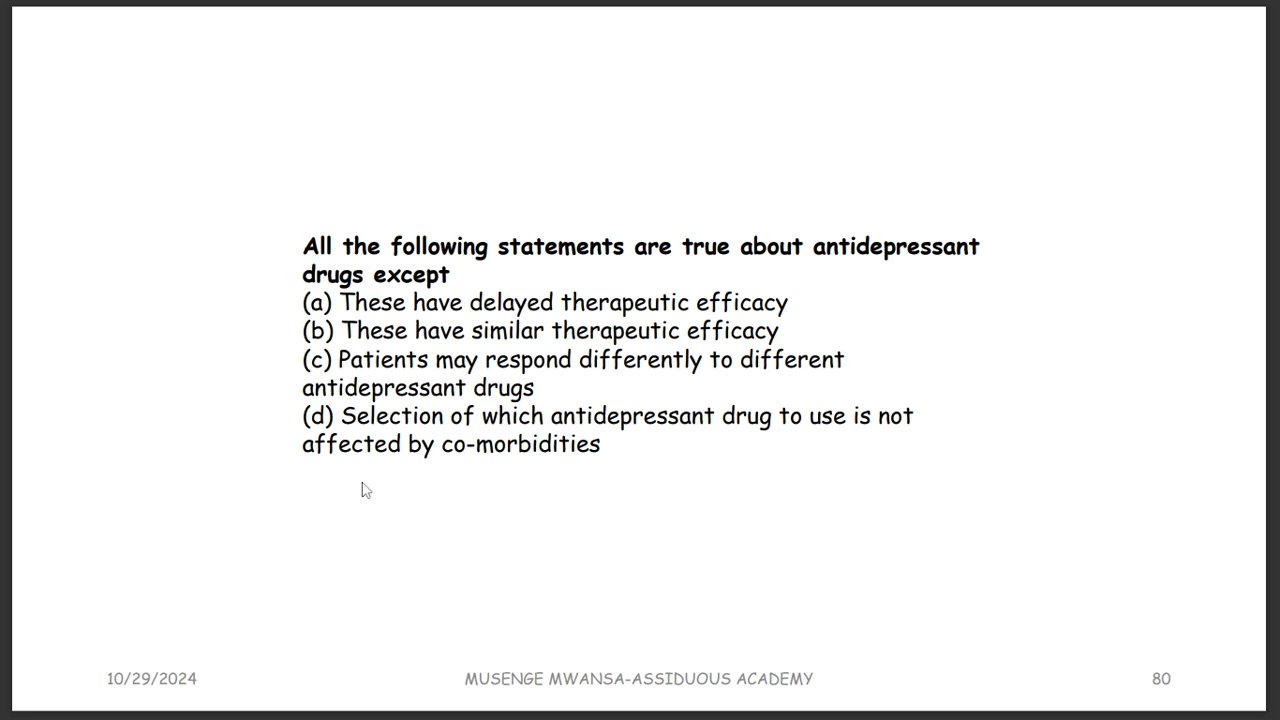 All the following statements are true about antidepressant
drugs except
(a) These have delayed therapeutic efficacy
(b) These have similar therapeutic efficacy
(c) Patients may respond differently to different
antidepressant drugs
(d) Selection of which antidepressant drug to use is not
affected by co-morbidities
10/29/2024
MUSENGE MWANSA-ASSIDUOUS ACADEMY
80